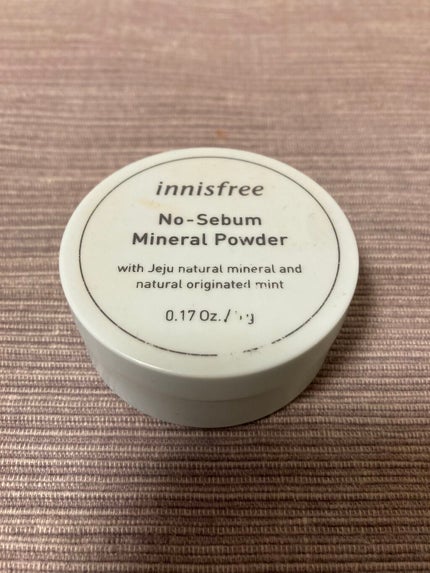 innisfree
No-Sebum
Mineral Powder
with Jeju natural mineral and
natural originated mint
0.17 Oz./